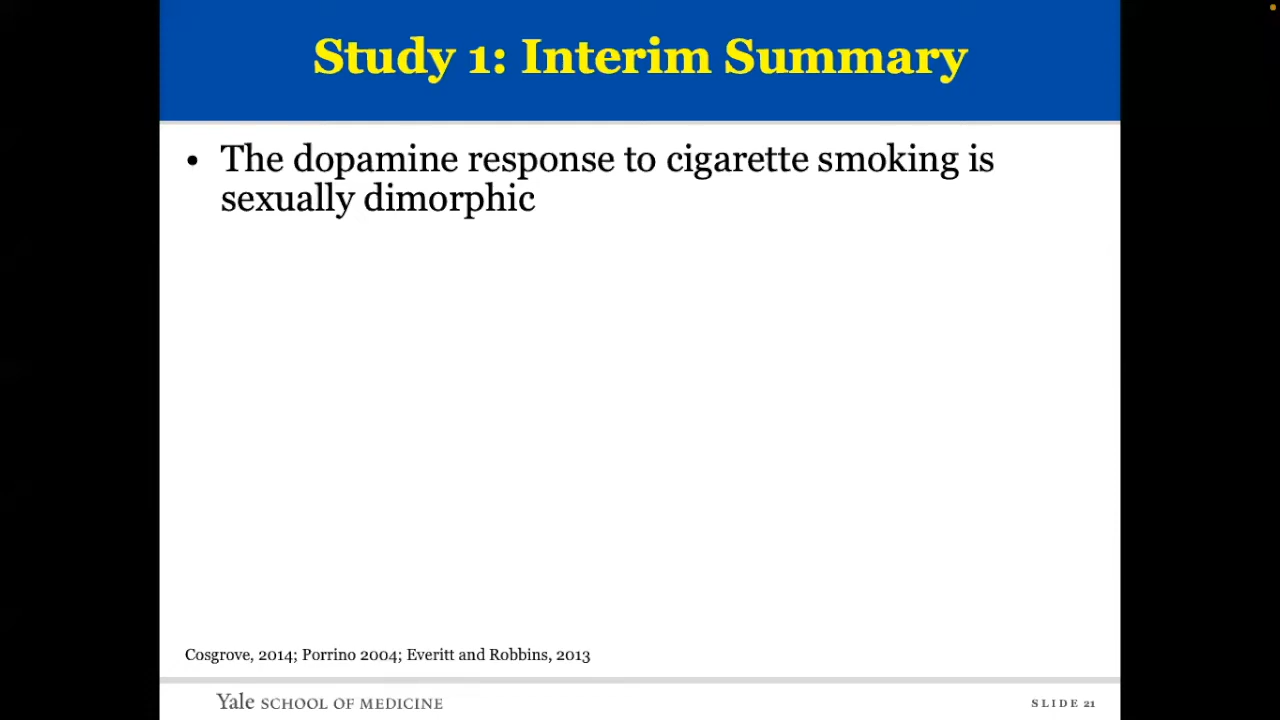 Study 1: Interim Summary
• The dopamine response to cigarette smoking is
sexually dimorphic
Cosgrove, 2014; Porrino 2004; Everitt and Robbins, 2013
Yale SCHOOL OF MEDICINE
SLIDE 21